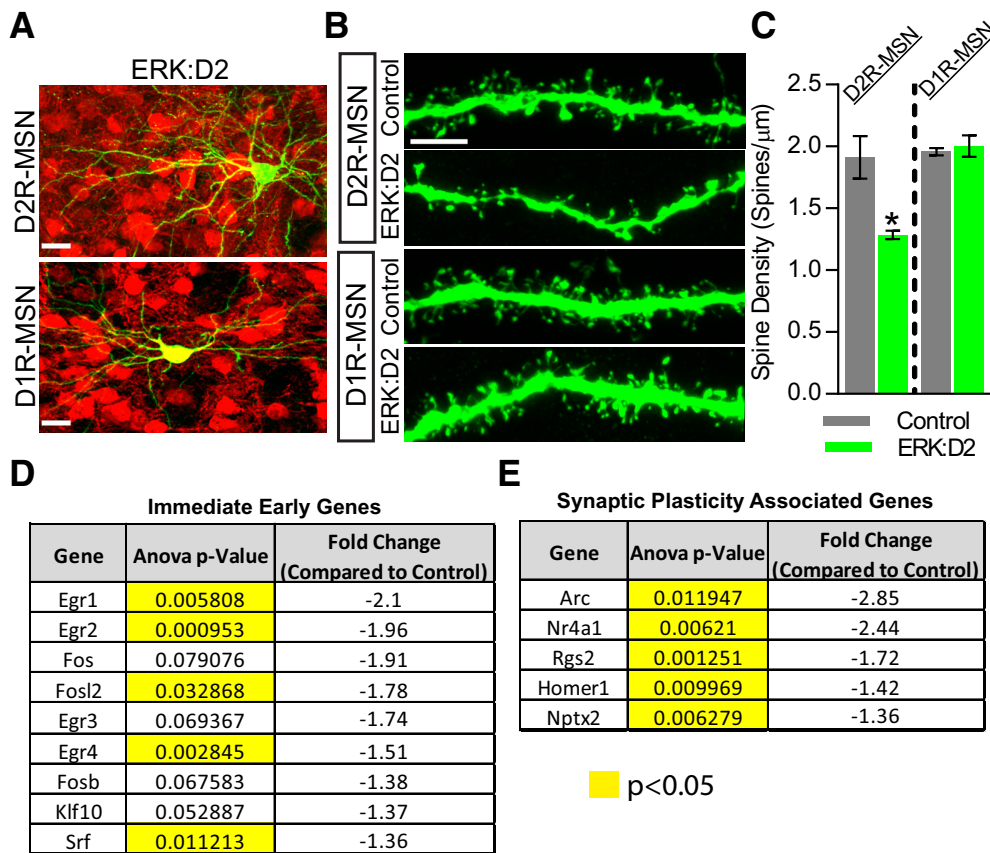 A
ERK:D2
D2R-MSN
D1R-MSN
B
D2R-MSN
Control
ERK:D2
D1R-MSN
Control
ERK:D2
C
D2R-MSN
D1R-MSN
Spine Density (Spines/μm)
2.5
2.0
1.5
1.0
2.5
0.0
*
Control
ERK:D2
D
Immediate Early Genes
Gene Anova p-Value Fold Change (Compared to Control)
Egr1 0.005808 -2.1
Egr2 0.000953 -1.96
Fos 0.079076 -1.91
Fosl2 0.032868 -1.78
Egr3 0.069367 -1.74
Egr4 0.002845 -1.51
Fosb 0.067583 -1.38
Klf10 0.052887 -1.37
Srf 0.011213 -1.36
E
Synaptic Plasticity Associated Genes
Gene Anova p-Value Fold Change (Compared to Control)
Arc 0.011947 -2.85
Nr4a1 0.00621 -2.44
Rgs2 0.001251 -1.72
Homer1 0.009969 -1.42
Nptx2 0.006279 -1.36
p<0.05